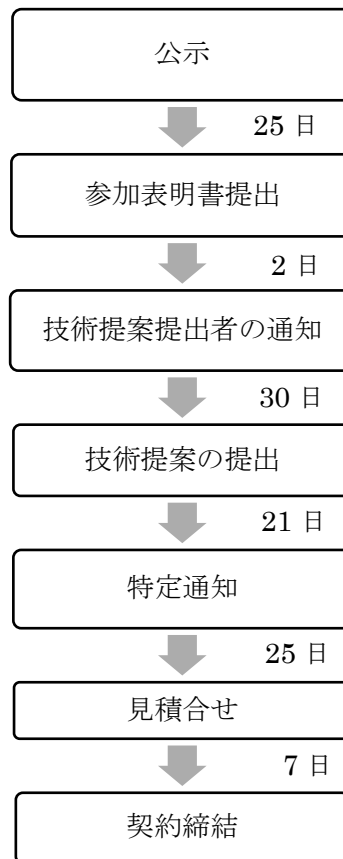 公示
25 日
参加表明書提出
2 日
技術提案提出者の通知
30 日
技術提案の提出
21 日
特定通知
25 日
見積合せ
7 日
契約締結